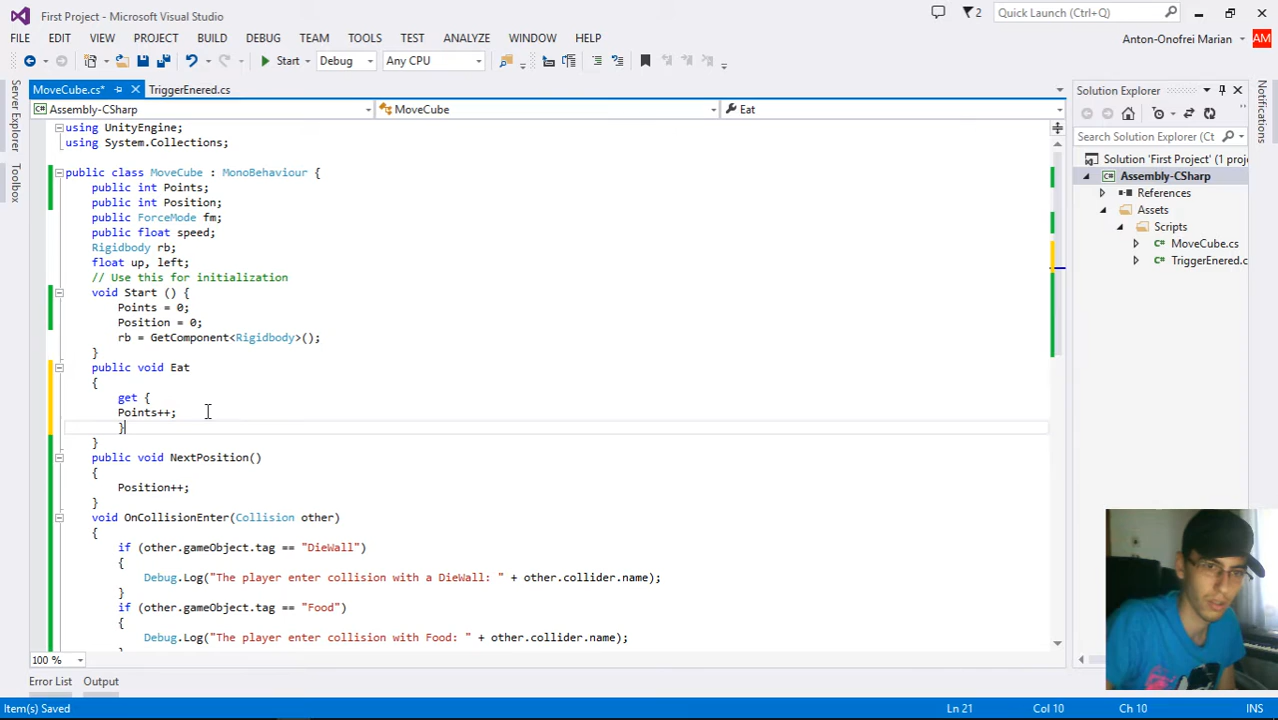 First Project - Microsoft Visual Studio
2
Quick Launch (Ctrl+Q)
FILE EDIT VIEW PROJECT BUILD DEBUG TEAM TOOLS TEST ANALYZE WINDOW HELP
Anton-Onofrei Marian
AM
Start
Debug
Any CPU
MoveCube.cs*
TriggerEnered.cs
Assembly-CSharp
MoveCube
Eat
Server Explorer
Toolbox
using UnityEngine;
using System.Collections;
public class MoveCube : MonoBehaviour {
public int Points;
public int Position;
public ForceMode fm;
public float speed;
Rigidbody rb;
float up, left;
// Use this for initialization
void Start () {
Points = 0;
Position = 0;
rb = GetComponent<Rigidbody>();
}
public void Eat
{
get {
Points++;
}
}
public void NextPosition()
{
Position++;
}
void OnCollisionEnter(Collision other)
{
if (other.gameObject.tag == "DieWall")
{
Debug.Log("The player enter collision with a DieWall: " + other.collider.name);
}
if (other.gameObject.tag == "Food")
{
Debug.Log("The player enter collision with Food: " + other.collider.name);
100 %
Solution Explorer
Search Solution Explorer (Ct
Solution 'First Project' (1 proj
Assembly-CSharp
References
Assets
Scripts
MoveCube.cs
TriggerEnered.c
Notifications
Error List
Output
Item(s) Saved
Ln 21
Col 10
Ch 10
INS